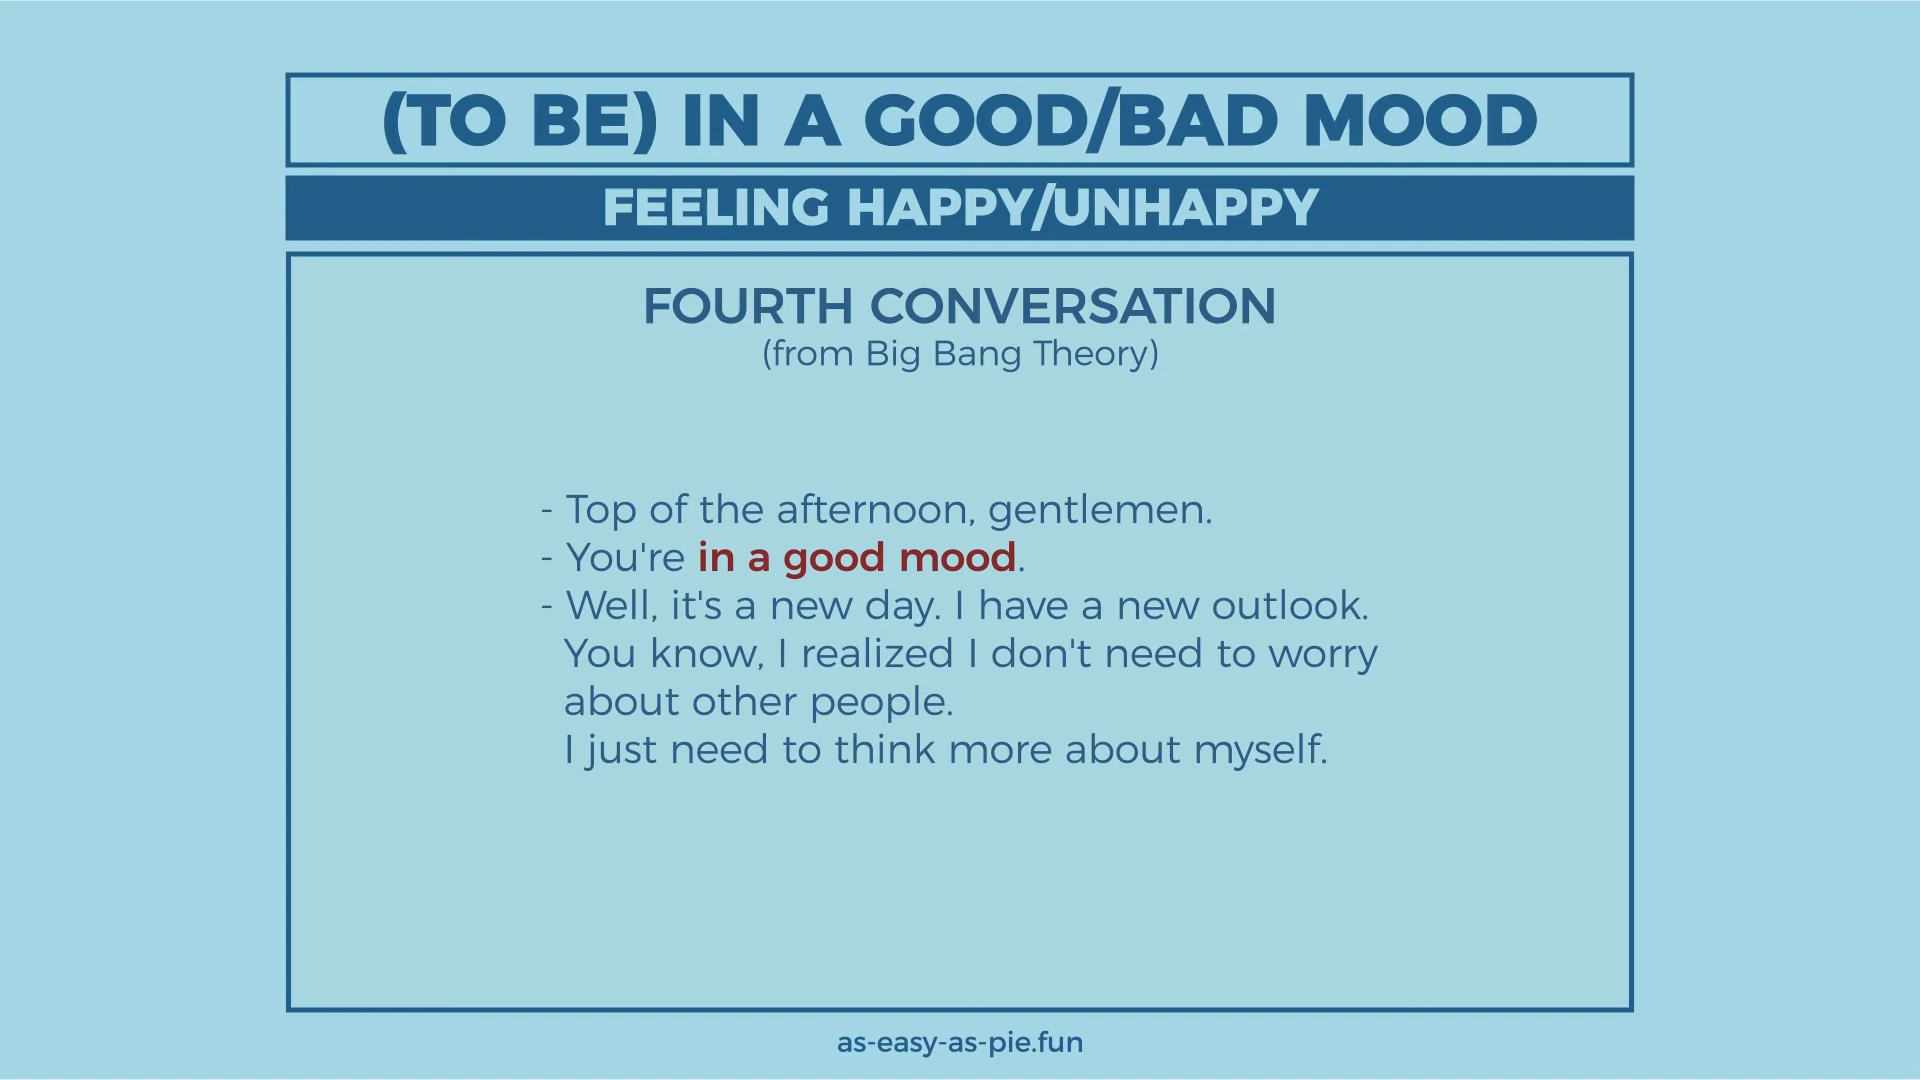 (TO BE) IN A GOOD/BAD MOOD
FEELING HAPPY/UNHAPPY
FOURTH CONVERSATION
(from Big Bang Theory)
- Top of the afternoon, gentlemen.
- You're in a good mood.
- Well, it's a new day. I have a new outlook.
You know, I realized I don't need to worry
about other people.
I just need to think more about myself.
as-easy-as-pie.fun